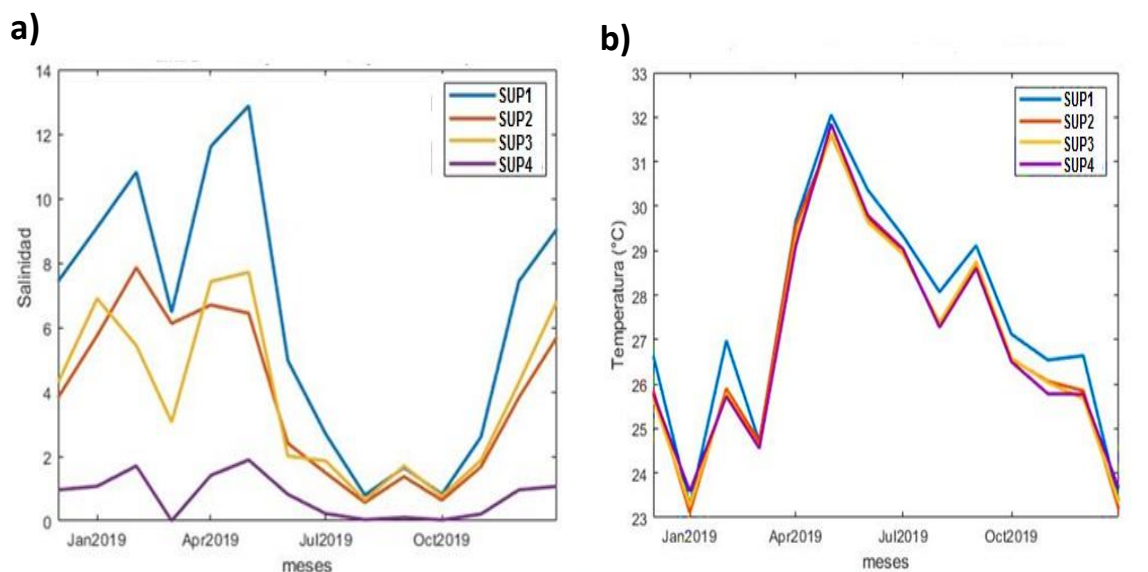 a)
14
12
10
8
6
4
2
0
Salinidad
SUP1
SUP2
SUP3
SUP4
Jan2019 Apr2019 Jul2019 Oct2019
meses
b)
33
32
31
30
29
28
27
26
25
24
23
Temperatura (°C)
SUP1
SUP2
SUP3
SUP4
Jan2019 Apr2019 Jul2019 Oct2019
meses